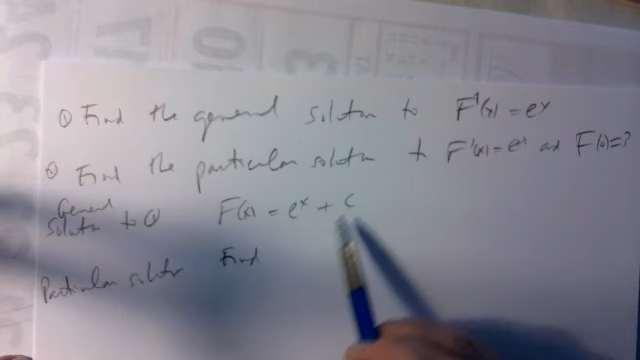 ① Find the general solution to F'(x) = e^x
② Find the particular solution to F'(x) = e^x and F(0) = ?
General
Solution to ① F(x) = e^x + C
Particular solution Find